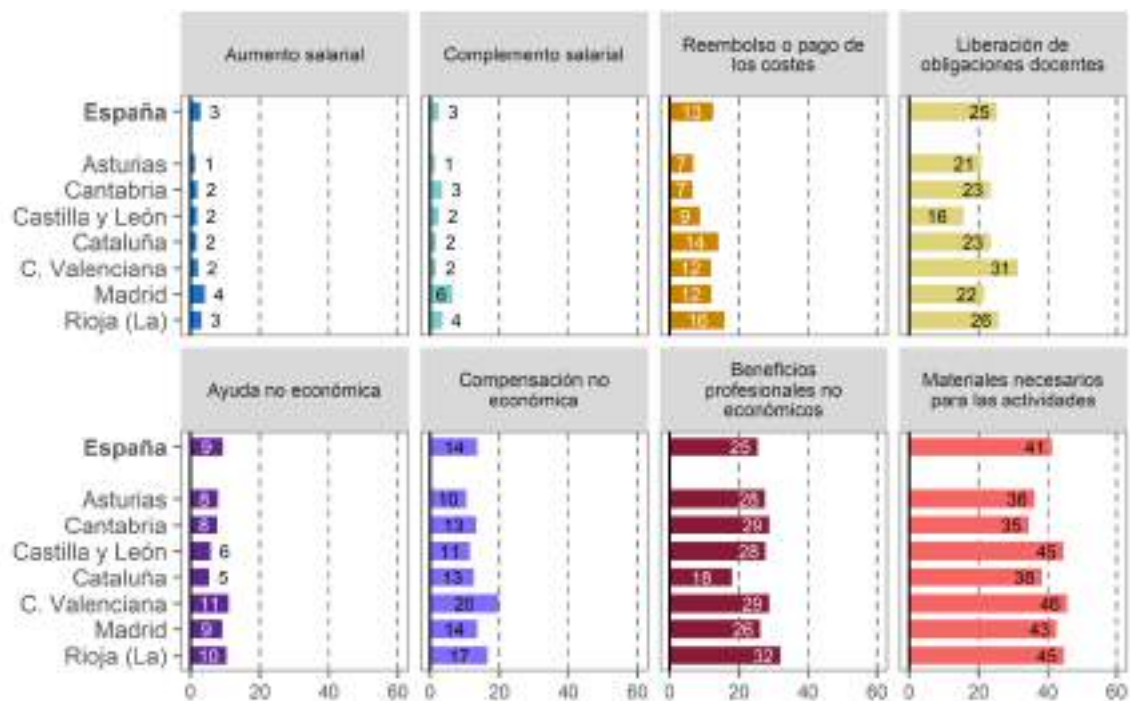 Aumento salarial
Complemento salarial
Reembolso o pago de
los costes
Liberación de
obligaciones docentes
España 3 3 13 25
Asturias 1 1 7 21
Cantabria 2 3 7 23
Castilla y León 2 2 9 16
Cataluña 2 2 14 23
C. Valenciana 2 2 12 31
Madrid 4 6 12 22
Rioja (La) 3 4 16 26
Ayuda no económica
Compensación no
económica
Beneficios
profesionales no
económicos
Materiales necesarios
para las actividades
España 9 14 25 41
Asturias 8 10 28 36
Cantabria 8 13 29 35
Castilla y León 6 11 28 45
Cataluña 5 13 18 38
C. Valenciana 11 20 29 46
Madrid 9 14 26 43
Rioja (La) 10 17 32 45
0 20 40 60 0 20 40 60 0 20 40 60 0 20 40 60